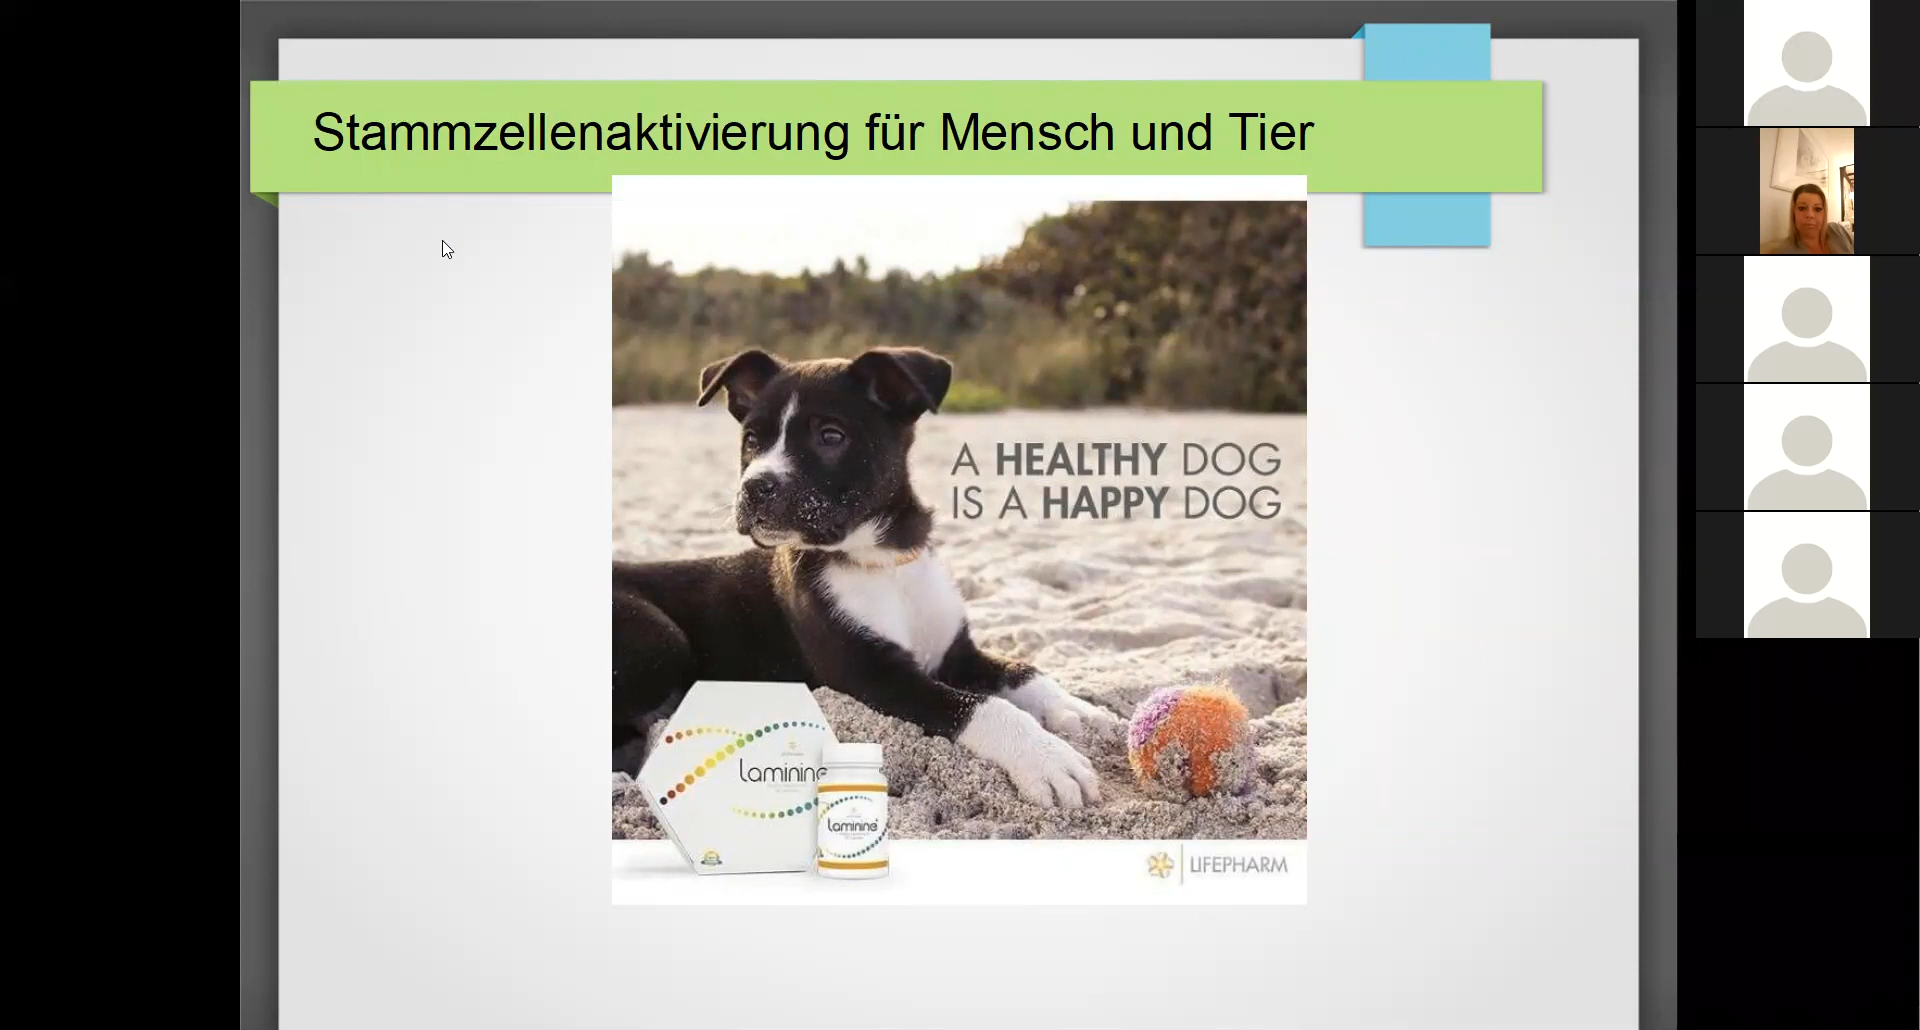 Stammzellenaktivierung für Mensch und Tier
A HEALTHY DOG
IS A HAPPY DOG
Laminine
Laminine
LIFEPHARM